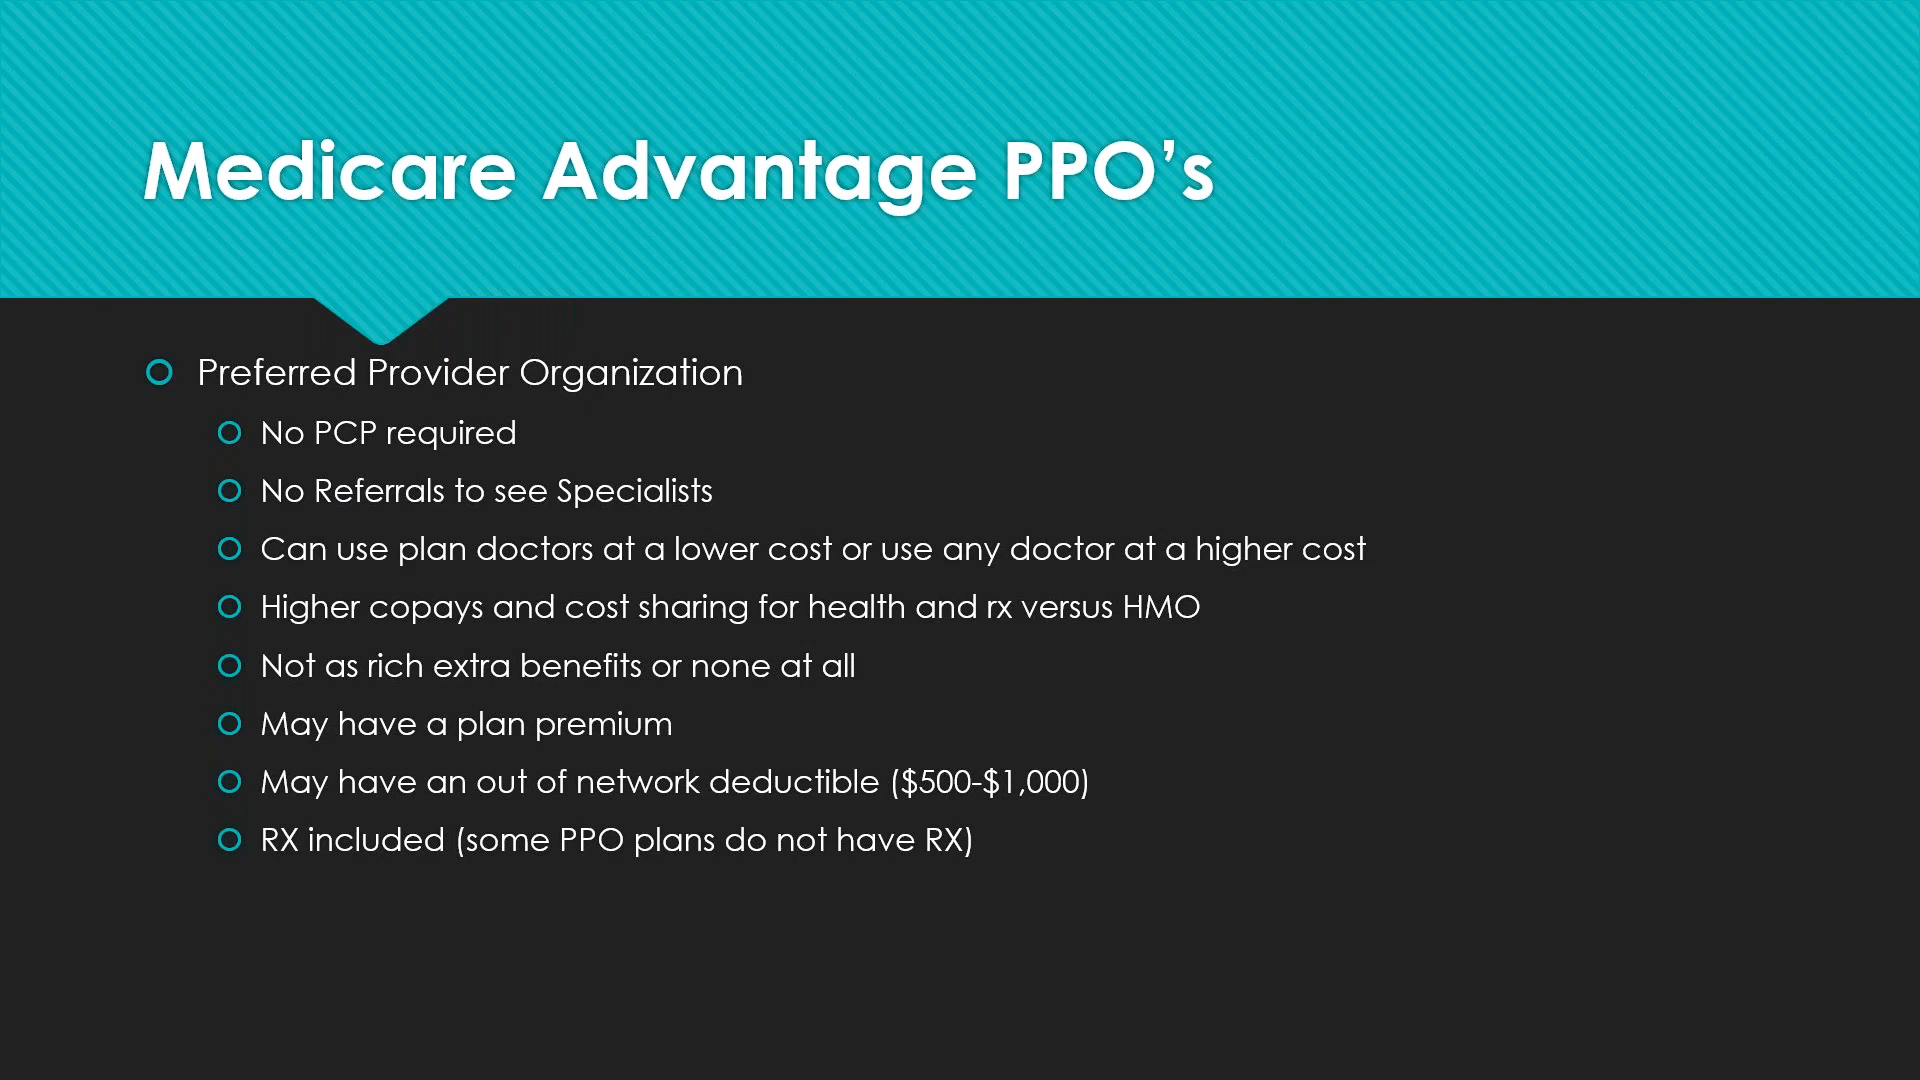 Medicare Advantage PPO’s
Preferred Provider Organization
No PCP required
No Referrals to see Specialists
Can use plan doctors at a lower cost or use any doctor at a higher cost
Higher copays and cost sharing for health and rx versus HMO
Not as rich extra benefits or none at all
May have a plan premium
May have an out of network deductible ($500-$1,000)
RX included (some PPO plans do not have RX)